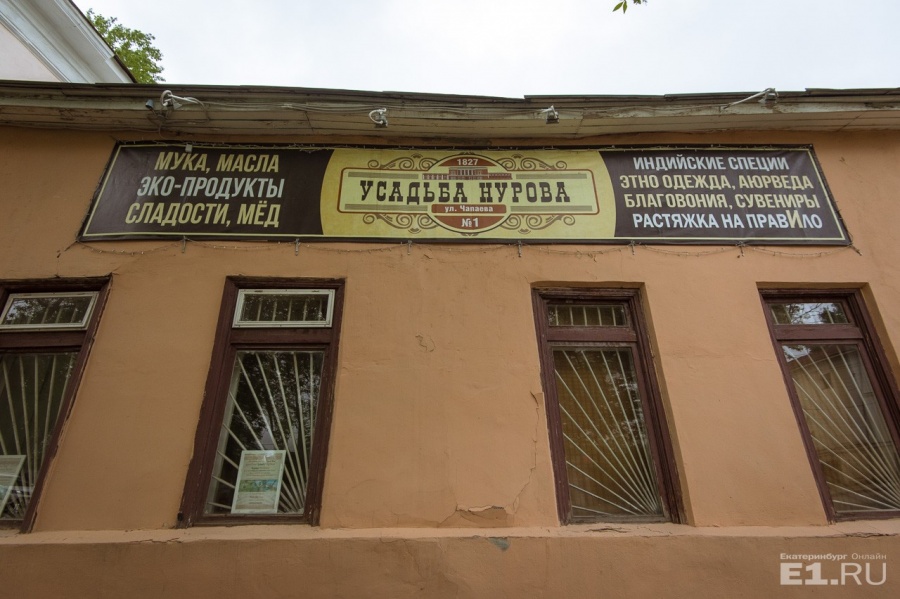 МУКА, МАСЛА
ЭКО-ПРОДУКТЫ
СЛАДОСТИ, МЁД
1827
УСАДЬБА НУРОВА
ул. Чапаева
№1
ИНДИЙСКИЕ СПЕЦИИ
ЭТНО ОДЕЖДА, АЮРВЕДА
БЛАГОВОНИЯ, СУВЕНИРЫ
РАСТЯЖКА НА ПРАВИЛО
Екатеринбург Онлайн
E1.RU